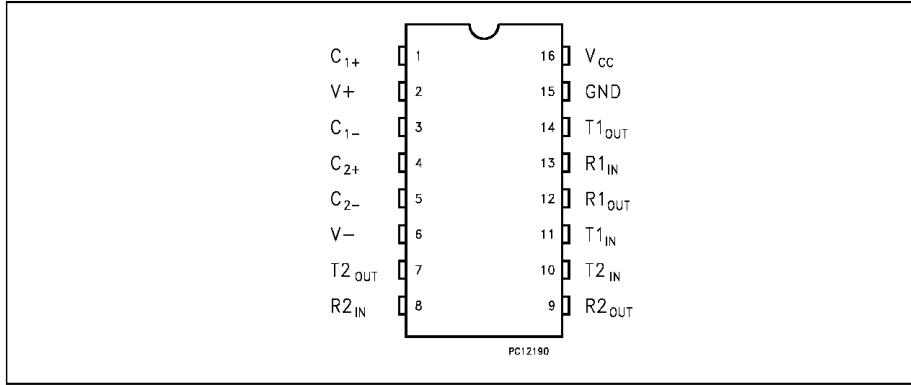 C1+ 1 16 VCC
V+ 2 15 GND
C1− 3 14 T1OUT
C2+ 4 13 R1IN
C2− 5 12 R1OUT
V− 6 11 T1IN
T2OUT 7 10 T2IN
R2IN 8 9 R2OUT
PC12190